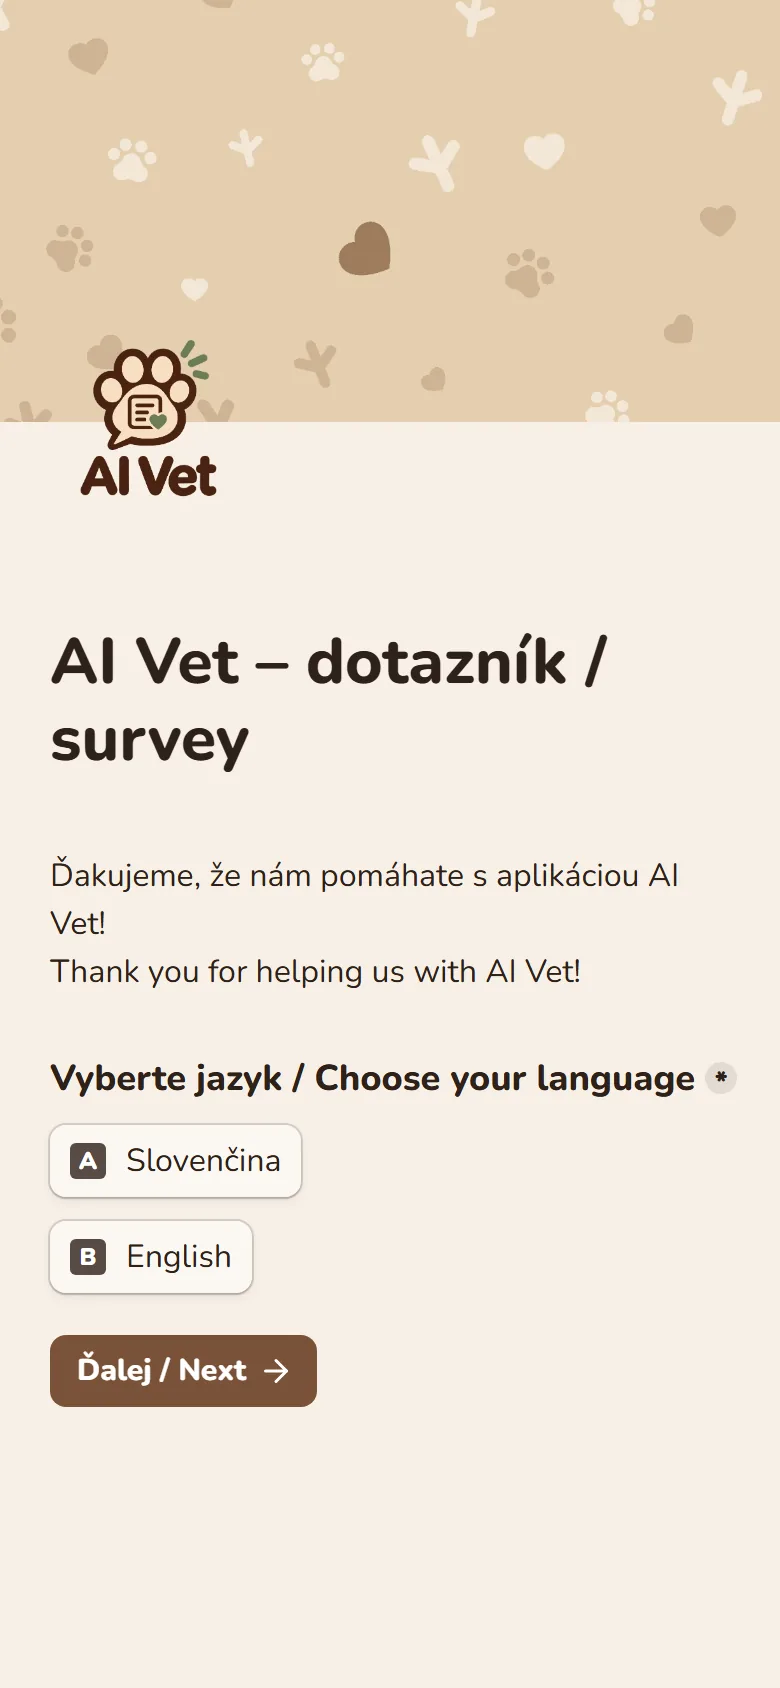 AI Vet
AI Vet – dotazník /
survey
Ďakujeme, že nám pomáhate s aplikáciou AI
Vet!
Thank you for helping us with AI Vet!
Vyberte jazyk / Choose your language *
A Slovenčina
B English
Ďalej / Next →